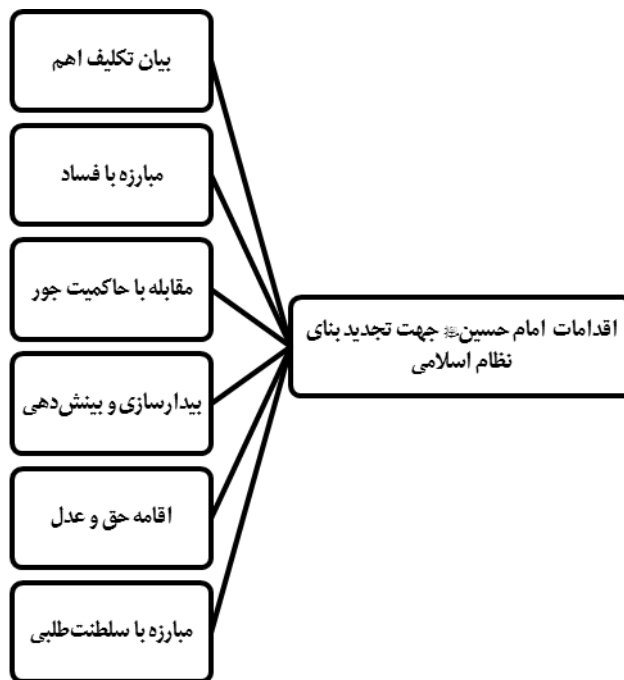 اقدامات امام حسین؈ جهت تجدید بنای
نظام اسلامی
بیان تکلیف اهم
مبارزه با فساد
مقابله با حاکمیت جور
بیدارسازی و بینش‌دهی
اقامه حق و عدل
مبارزه با سلطنت‌طلبی